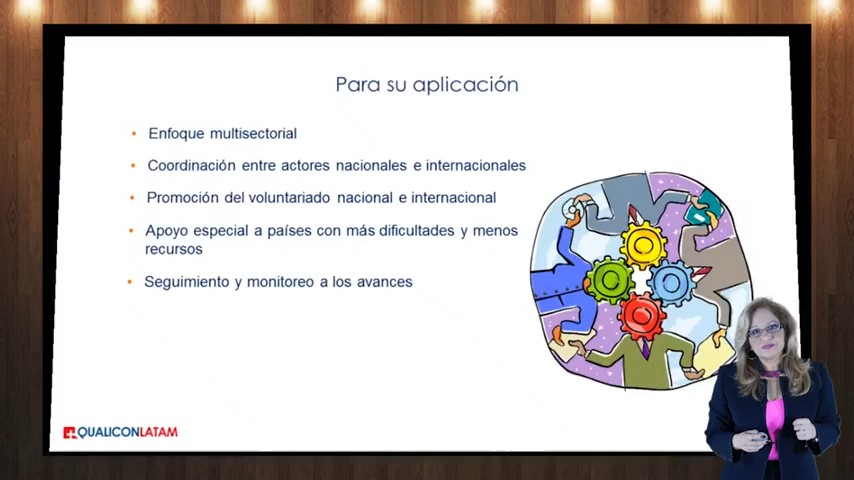 Para su aplicación
• Enfoque multisectorial
• Coordinación entre actores nacionales e internacionales
• Promoción del voluntariado nacional e internacional
• Apoyo especial a países con más dificultades y menos
recursos
• Seguimiento y monitoreo a los avances
QUALICONLATAM